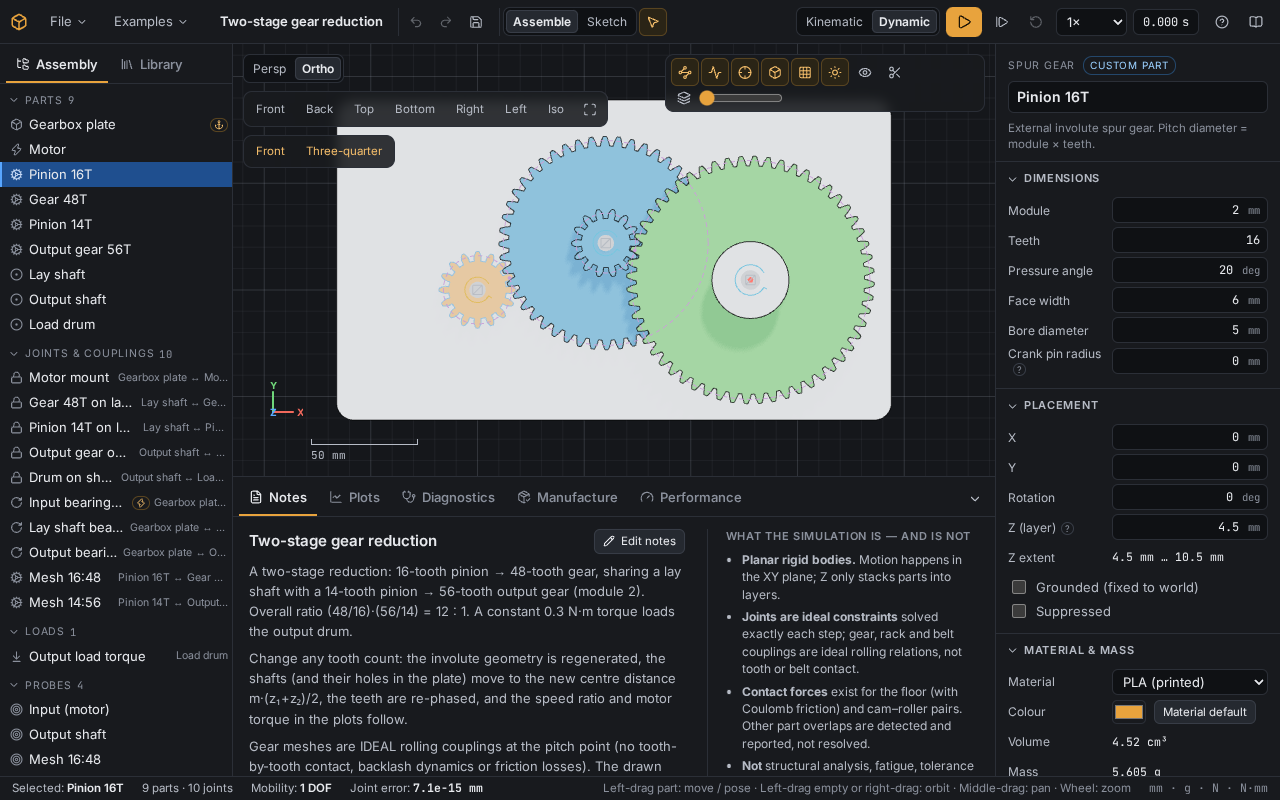 File Examples Two-stage gear reduction Assemble Sketch Kinematic Dynamic 1× 0.000 s
Assembly Library
PARTS 9
Gearbox plate
Motor
Pinion 16T
Gear 48T
Pinion 14T
Output gear 56T
Lay shaft
Output shaft
Load drum
JOINTS & COUPLINGS 10
Motor mount Gearbox plate ↔ Mo...
Gear 48T on la... Lay shaft ↔ Ge...
Pinion 14T on l... Lay shaft ↔ Pi...
Output gear o... Output shaft ↔ ...
Drum on sh... Output shaft ↔ Loa...
Input bearing... Gearbox plat...
Lay shaft bea... Gearbox plate ↔ ...
Output beari... Gearbox plate ↔ O...
Mesh 16:48 Pinion 16T ↔ Gear ...
Mesh 14:56 Pinion 14T ↔ Output...
LOADS 1
Output load torque Load drum
PROBES 4
Input (motor)
Output shaft
Mesh 16:48
Persp Ortho
Front Back Top Bottom Right Left Iso
Front Three-quarter
Y
Z X
50 mm
Notes Plots Diagnostics Manufacture Performance
Two-stage gear reduction
Edit notes
A two-stage reduction: 16-tooth pinion → 48-tooth gear, sharing a lay
shaft with a 14-tooth pinion → 56-tooth output gear (module 2).
Overall ratio (48/16)·(56/14) = 12 : 1. A constant 0.3 N·m torque loads
the output drum.
Change any tooth count: the involute geometry is regenerated, the
shafts (and their holes in the plate) move to the new centre distance
m·(z₁+z₂)/2, the teeth are re-phased, and the speed ratio and motor
torque in the plots follow.
Gear meshes are IDEAL rolling couplings at the pitch point (no tooth-
by-tooth contact, backlash dynamics or friction losses). The drawn
WHAT THE SIMULATION IS — AND IS NOT
• Planar rigid bodies. Motion happens in
the XY plane; Z only stacks parts into
layers.
• Joints are ideal constraints solved
exactly each step; gear, rack and belt
couplings are ideal rolling relations, not
tooth or belt contact.
• Contact forces exist for the floor (with
Coulomb friction) and cam–roller pairs.
Other part overlaps are detected and
reported, not resolved.
• Not structural analysis, fatigue, tolerance
SPUR GEAR CUSTOM PART
Pinion 16T
External involute spur gear. Pitch diameter =
module × teeth.
DIMENSIONS
Module 2 mm
Teeth 16
Pressure angle 20 deg
Face width 6 mm
Bore diameter 5 mm
Crank pin radius ? 0 mm
PLACEMENT
X 0 mm
Y 0 mm
Rotation 0 deg
Z (layer) ? 4.5 mm
Z extent 4.5 mm … 10.5 mm
Grounded (fixed to world)
Suppressed
MATERIAL & MASS
Material PLA (printed)
Colour Material default
Volume 4.52 cm³
Mass 5.605 g
Selected: Pinion 16T 9 parts · 10 joints Mobility: 1 DOF Joint error: 7.1e-15 mm Left-drag part: move / pose · Left-drag empty or right-drag: orbit · Middle-drag: pan · Wheel: zoom mm · g · N · N·mm